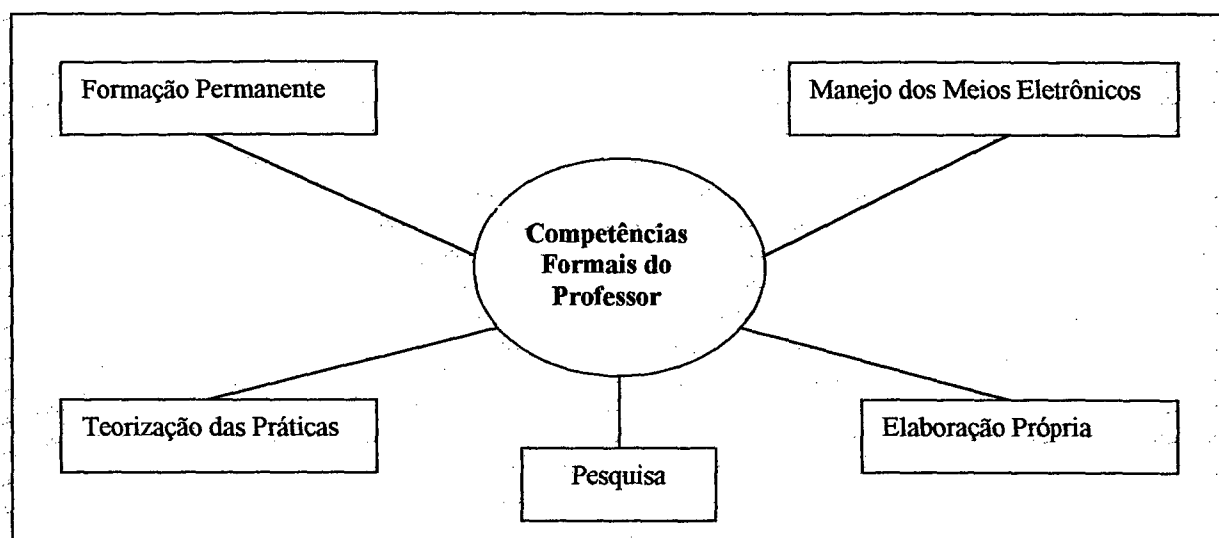 Formação Permanente
Manejo dos Meios Eletrônicos
Competências
Formais do
Professor
Teorização das Práticas
Elaboração Própria
Pesquisa